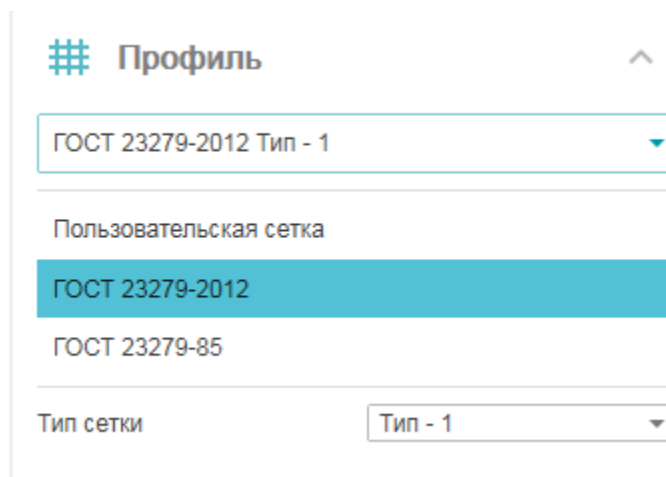 Профиль
ГОСТ 23279-2012 Тип - 1
Пользовательская сетка
ГОСТ 23279-2012
ГОСТ 23279-85
Тип сетки Тип - 1